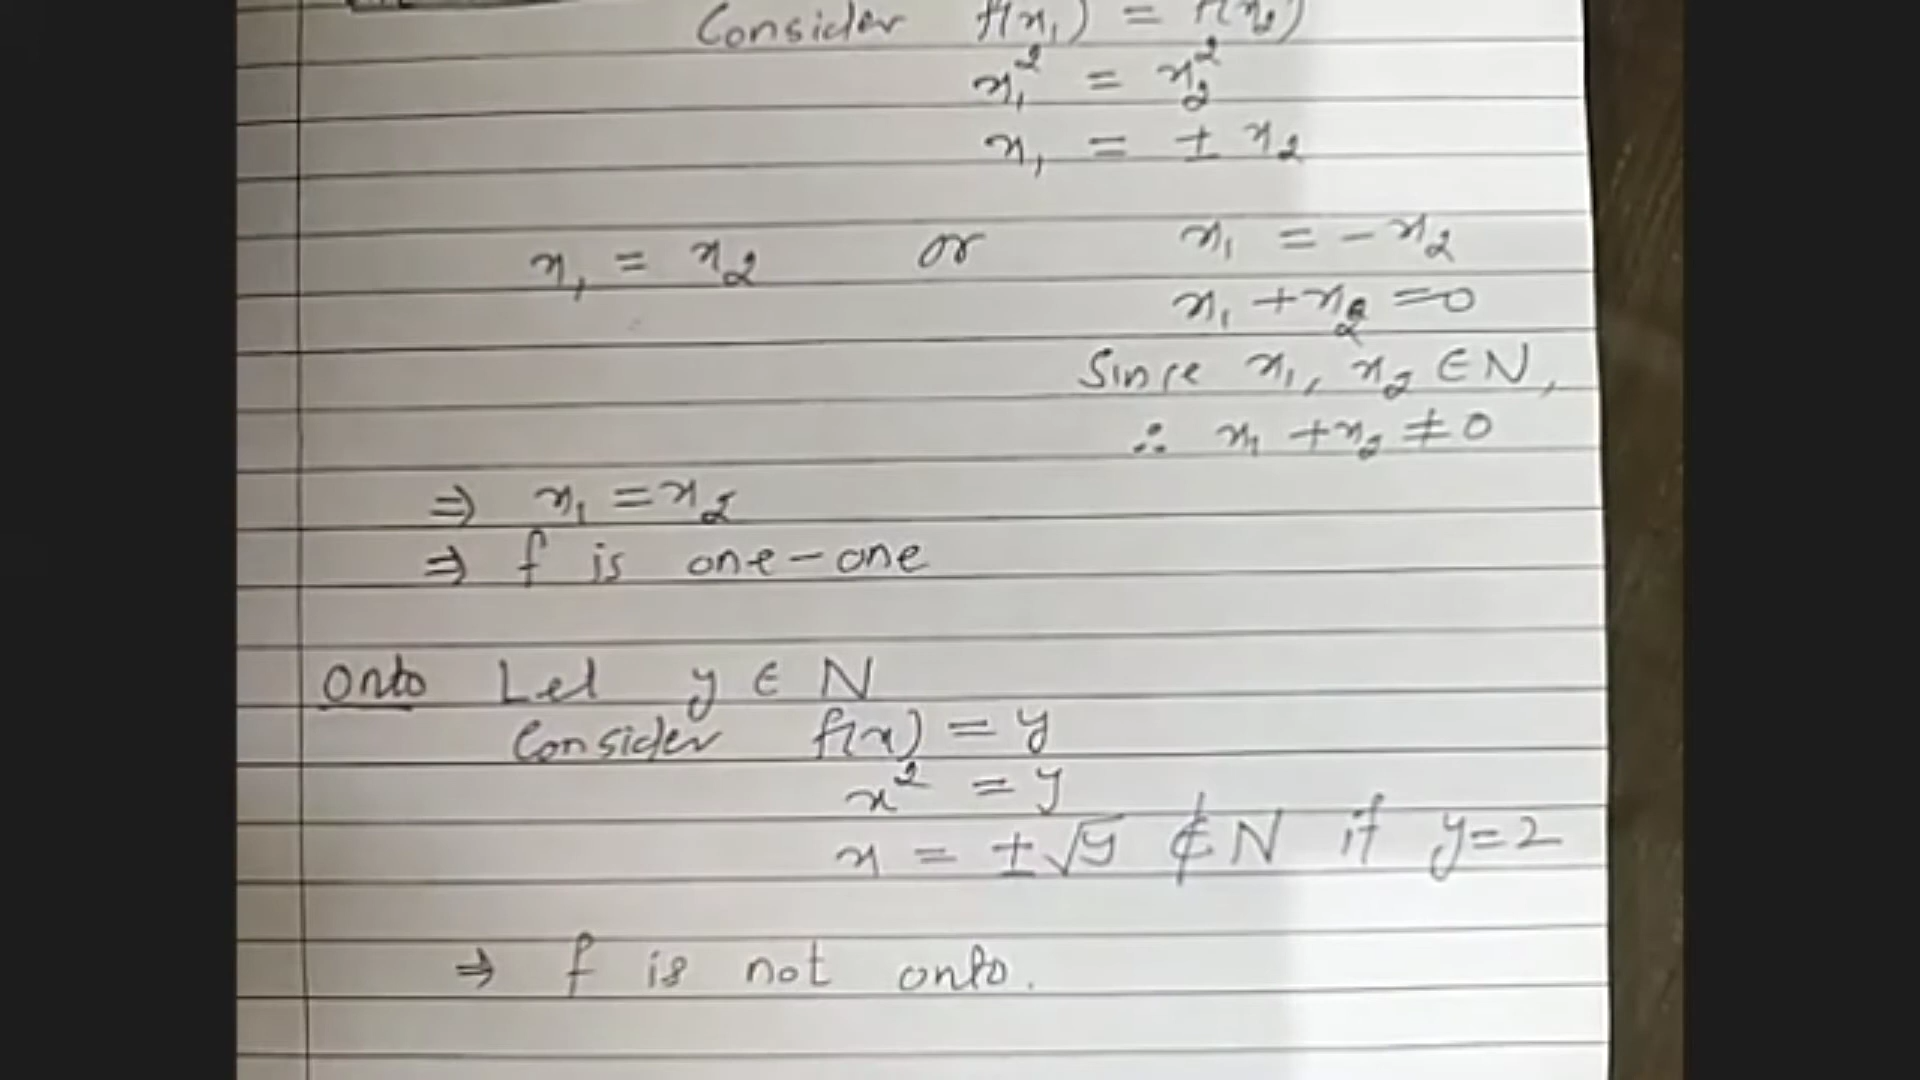 Consider f(x₁) = f(x₂)
x₁² = x₂²
x₁ = ± x₂
x₁ = x₂ or x₁ = - x₂
x₁ + x₂ = 0
Since x₁, x₂ ∈ N,
∴ x₁ + x₂ ≠ 0
⇒ x₁ = x₂
⇒ f is one-one
Onto Let y ∈ N
Consider f(x) = y
x² = y
x = ±√y ∉ N if y=2
⇒ f is not onto.